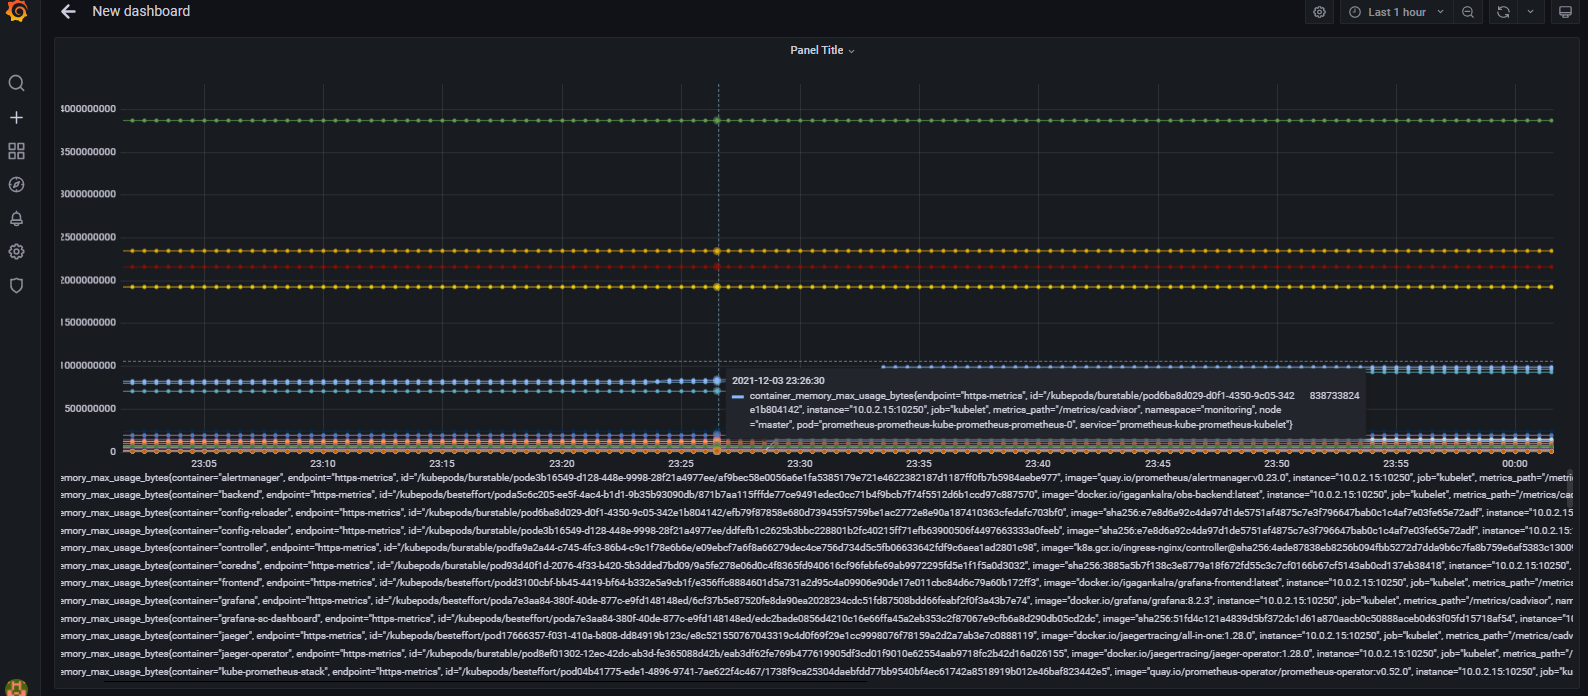 New dashboard
Last 1 hour
Panel Title
4000000000
3500000000
3000000000
2500000000
2000000000
1500000000
1000000000
500000000
0
2021-12-03 23:26:30
container_memory_max_usage_bytes{endpoint="https-metrics", id="/kubepods/burstable/pod6ba8d029-d0f1-4350-9c05-342 838733824
e1b804142", instance="10.0.2.15:10250", job="kubelet", metrics_path="/metrics/cadvisor", namespace="monitoring", node
="master", pod="prometheus-prometheus-kube-prometheus-prometheus-0", service="prometheus-kube-prometheus-kubelet"}
23:05 23:10 23:15 23:20 23:25 23:30 23:35 23:40 23:45 23:50 23:55 00:00
emory_max_usage_bytes{container="alertmanager", endpoint="https-metrics", id="/kubepods/burstable/pode3b16549-d128-448e-9998-28f21a4977ee/af9bec58e0056a6e1fa5385179e721e4622382187d1187ff0fb7b5984aebe977", image="quay.io/prometheus/alertmanager:v0.23.0", instance="10.0.2.15:10250", job="kubelet", metrics_path="/metri
emory_max_usage_bytes{container="backend", endpoint="https-metrics", id="/kubepods/besteffort/poda5c6c205-ee5f-4ac4-b1d1-9b35b93090db/871b7aa115fffde77ce9491edec0cc71b4f9bcb7f74f5512d6b1ccd97c887570", image="docker.io/igagankalra/obs-backend:latest", instance="10.0.2.15:10250", job="kubelet", metrics_path="/metrics/cad
emory_max_usage_bytes{container="config-reloader", endpoint="https-metrics", id="/kubepods/burstable/pod6ba8d029-d0f1-4350-9c05-342e1b804142/efb79f87858e680d739455f5759be1ac2772e8e90a187410363cfedafc703bf0", image="sha256:e7e8d6a92c4da97d1de5751af4875c7e3f796647bab0c1c4af7e03fe65e72adf", instance="10.0.2.15
emory_max_usage_bytes{container="config-reloader", endpoint="https-metrics", id="/kubepods/burstable/pode3b16549-d128-448e-9998-28f21a4977ee/ddfefb1c2625b3bbc228801b2fc40215ff71efb63900506f4497663333a0feeb", image="sha256:e7e8d6a92c4da97d1de5751af4875c7e3f796647bab0c1c4af7e03fe65e72adf", instance="10.0.2.15:
emory_max_usage_bytes{container="controller", endpoint="https-metrics", id="/kubepods/burstable/podfa9a2a44-c745-4fc3-86b4-c9c1f78e6b6e/e09ebcf7a6f8a66279dec4ce756d734d5c5fb06633642fdf9c6aea1ad2801c98", image="k8s.gcr.io/ingress-nginx/controller@sha256:4ade87838eb8256b094fbb5272d7dda9b6c7fa8b759e6af5383c1300
emory_max_usage_bytes{container="coredns", endpoint="https-metrics", id="/kubepods/burstable/pod93d40f1d-2076-4f33-b420-5b3dded7bd09/9a5fe278e06d0c4f8365fd940616cf96febfe69ab9972295fd5e1f1f5a0d3032", image="sha256:3885a5b7f138c3e8779a18f672fd55c3c7cf0166b67cf5143ab0cd137eb38418", instance="10.0.2.15:10250",
emory_max_usage_bytes{container="frontend", endpoint="https-metrics", id="/kubepods/besteffort/podd3100cbf-bb45-4419-bf64-b332e5a9cb1f/e356ffc8884601d5a731a2d95c4a09906e90de17e011cbc84d6c79a60b172ff3", image="docker.io/igagankalra/grafana-frontend:latest", instance="10.0.2.15:10250", job="kubelet", metrics_path="/metrics
emory_max_usage_bytes{container="grafana", endpoint="https-metrics", id="/kubepods/besteffort/poda7e3aa84-380f-40de-877c-e9fd148148ed/6cf37b5e87520fe8da90ea2028234cdc51fd87508bdd66feabf2f0f3a43b7e74", image="docker.io/grafana/grafana:8.2.3", instance="10.0.2.15:10250", job="kubelet", metrics_path="/metrics/cadvisor", nam
emory_max_usage_bytes{container="grafana-sc-dashboard", endpoint="https-metrics", id="/kubepods/besteffort/poda7e3aa84-380f-40de-877c-e9fd148148ed/edc2bade0856d4210c16e66ffa45a2eb353c2f87067e9cfb6a8d290db05cd2dc", image="sha256:51fd4c121a4839d5bf372dc1d61a870aacb0c50888aceb0d63f05fd15718af54", instance="10
emory_max_usage_bytes{container="jaeger", endpoint="https-metrics", id="/kubepods/besteffort/pod17666357-f031-410a-b808-dd84919b123c/e8c521550767043319c4d0f69f29e1cc9998076f78159a2d2a7ab3e7c0888119", image="docker.io/jaegertracing/all-in-one:1.28.0", instance="10.0.2.15:10250", job="kubelet", metrics_path="/metrics/cadv
emory_max_usage_bytes{container="jaeger-operator", endpoint="https-metrics", id="/kubepods/besteffort/pod8ef01302-12ec-42dc-ab3d-fe365088d42b/eab3df62fe769b477619905df3cd01f9010e62554aab9718fc2b42d16a026155", image="docker.io/jaegertracing/jaeger-operator:1.28.0", instance="10.0.2.15:10250", job="kubelet", metrics_path="/
emory_max_usage_bytes{container="kube-prometheus-stack", endpoint="https-metrics", id="/kubepods/besteffort/pod04b41775-ede1-4896-9741-7ae622f4c467/1738f9ca25304daebfdd77bb9540bf4ec61742a8518919b012e46baf823442e5", image="quay.io/prometheus-operator/prometheus-operator:v0.52.0", instance="10.0.2.15:10250", job="ku